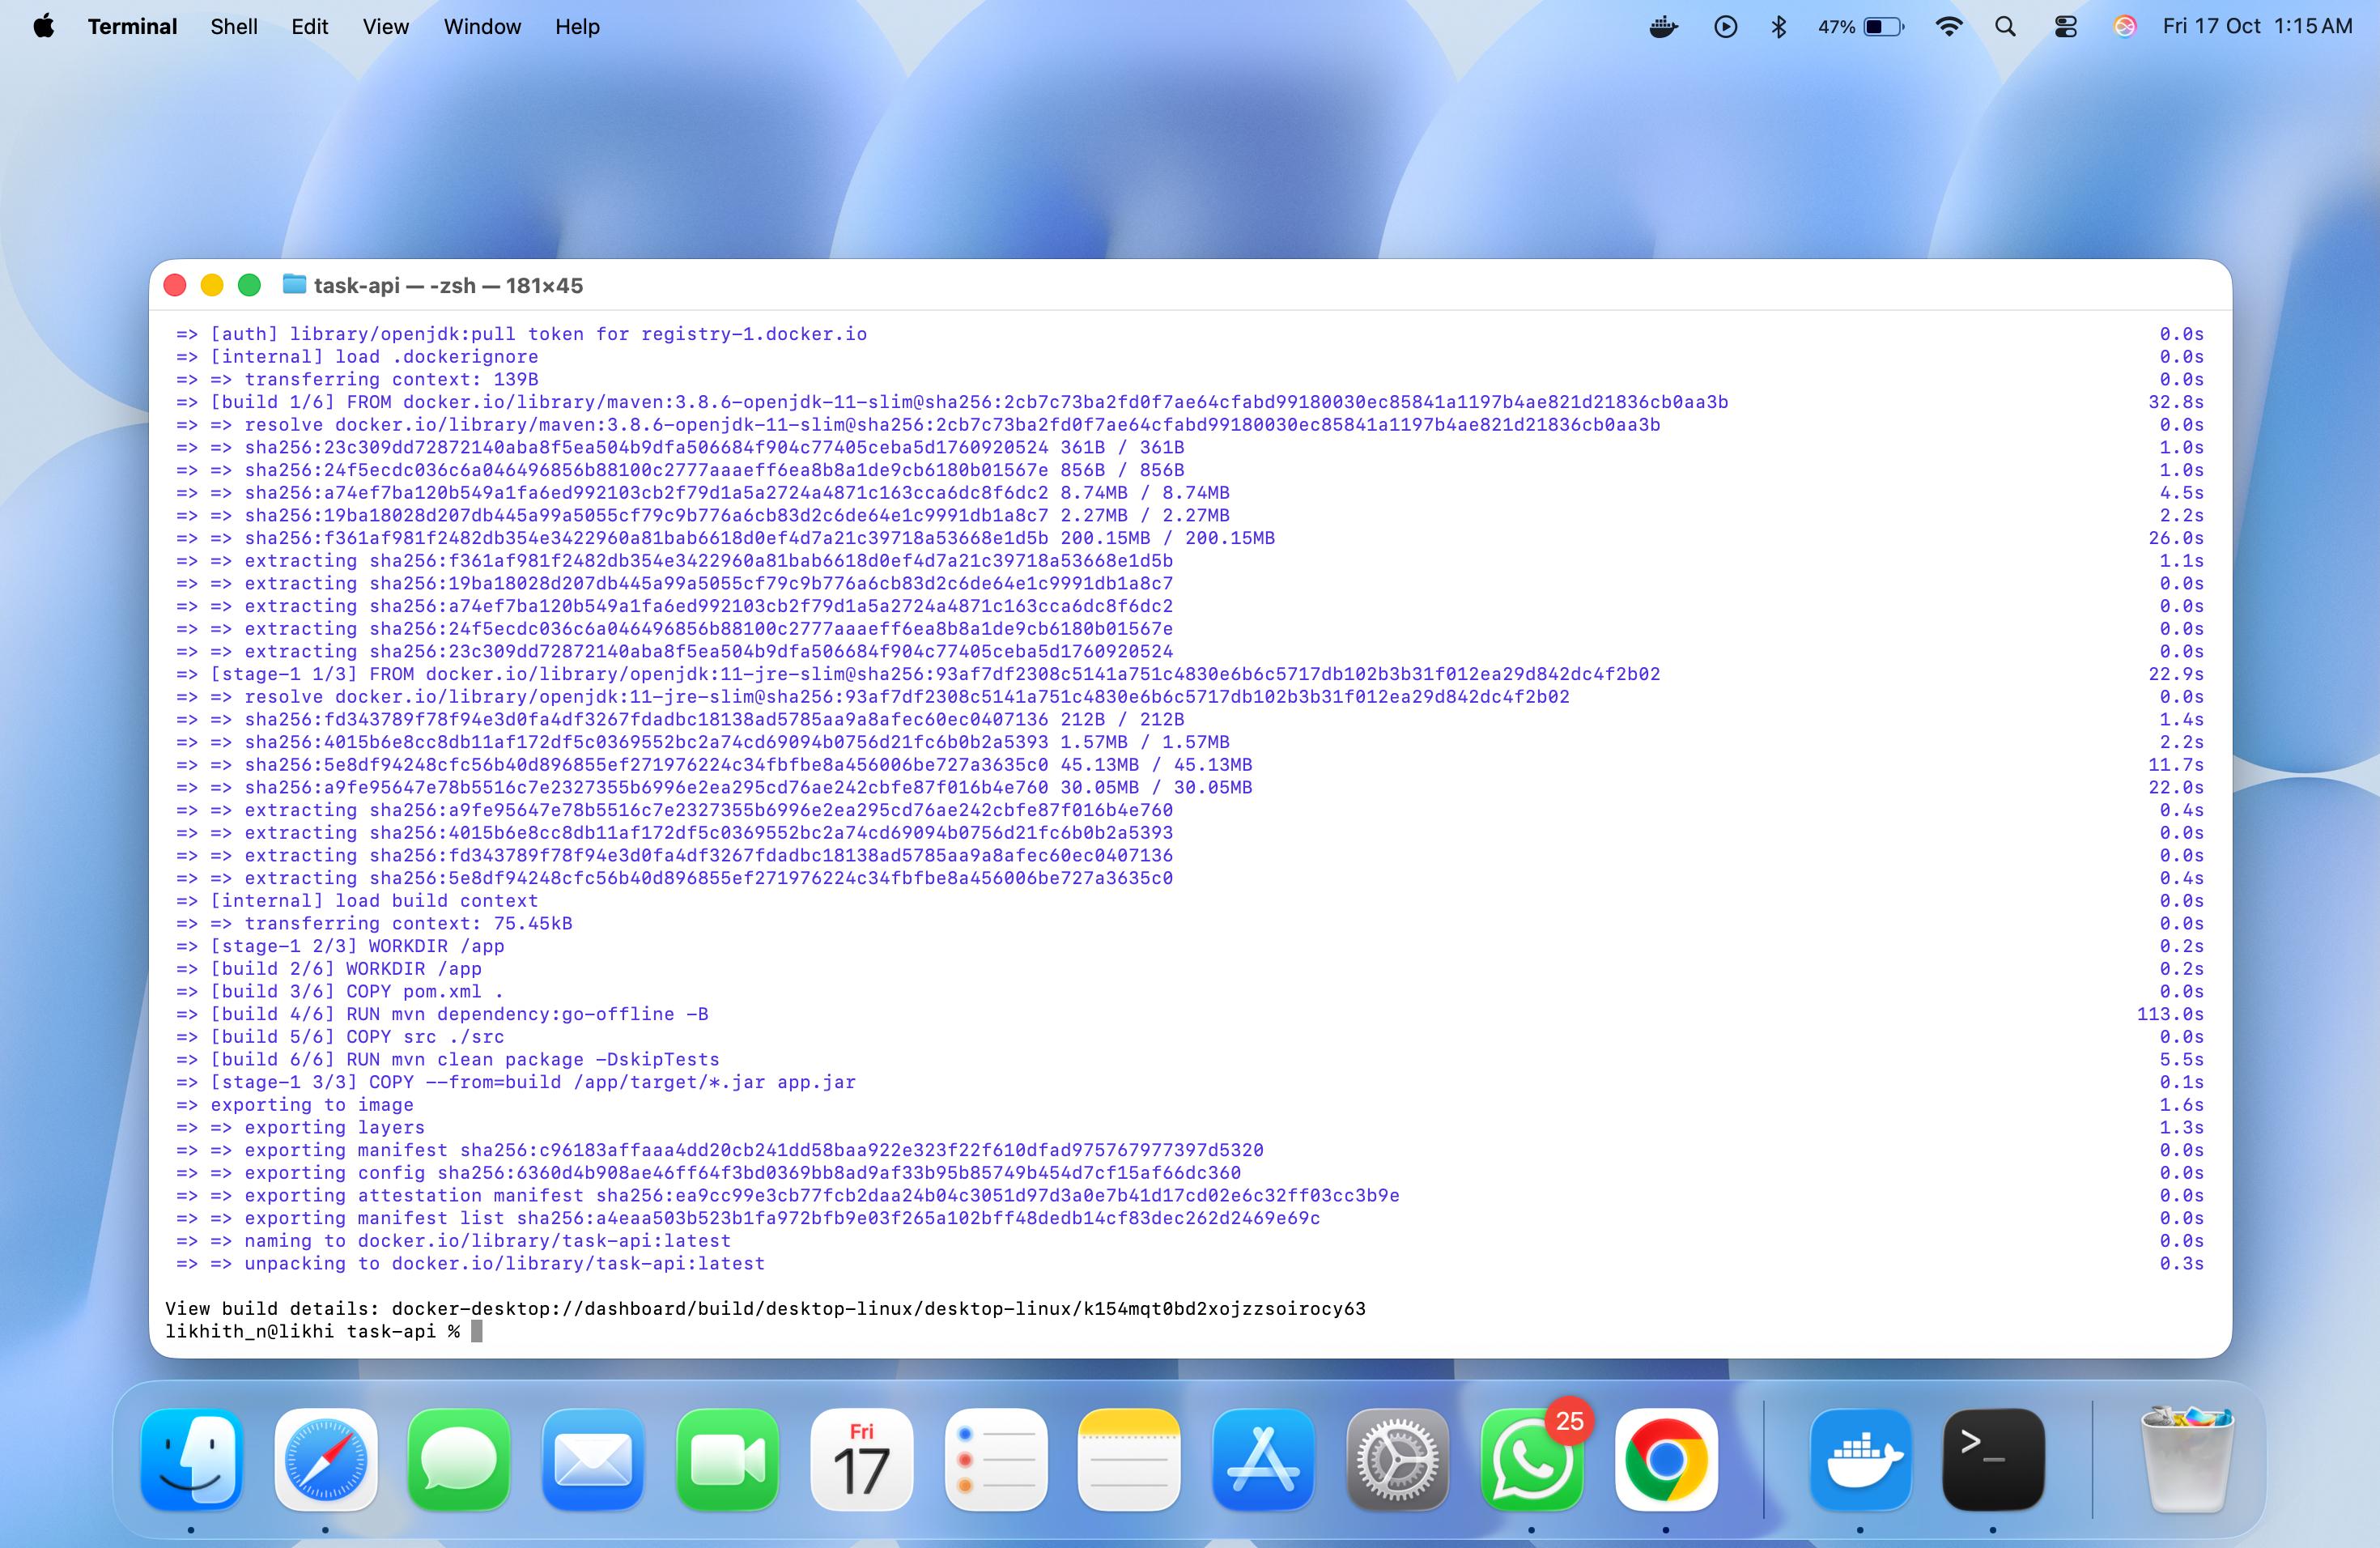 Terminal Shell Edit View Window Help 47% Fri 17 Oct 1:15 AM
task-api — -zsh — 181×45
=> [auth] library/openjdk:pull token for registry-1.docker.io 0.0s
=> [internal] load .dockerignore 0.0s
=> => transferring context: 139B 0.0s
=> [build 1/6] FROM docker.io/library/maven:3.8.6-openjdk-11-slim@sha256:2cb7c73ba2fd0f7ae64cfabd99180030ec85841a1197b4ae821d21836cb0aa3b 32.8s
=> => resolve docker.io/library/maven:3.8.6-openjdk-11-slim@sha256:2cb7c73ba2fd0f7ae64cfabd99180030ec85841a1197b4ae821d21836cb0aa3b 0.0s
=> => sha256:23c309dd72872140aba8f5ea504b9dfa506684f904c77405ceba5d1760920524 361B / 361B 1.0s
=> => sha256:24f5ecdc036c6a046496856b88100c2777aaaeff6ea8b8a1de9cb6180b01567e 856B / 856B 1.0s
=> => sha256:a74ef7ba120b549a1fa6ed992103cb2f79d1a5a2724a4871c163cca6dc8f6dc2 8.74MB / 8.74MB 4.5s
=> => sha256:19ba18028d207db445a99a5055cf79c9b776a6cb83d2c6de64e1c9991db1a8c7 2.27MB / 2.27MB 2.2s
=> => sha256:f361af981f2482db354e3422960a81bab6618d0ef4d7a21c39718a53668e1d5b 200.15MB / 200.15MB 26.0s
=> => extracting sha256:f361af981f2482db354e3422960a81bab6618d0ef4d7a21c39718a53668e1d5b 1.1s
=> => extracting sha256:19ba18028d207db445a99a5055cf79c9b776a6cb83d2c6de64e1c9991db1a8c7 0.0s
=> => extracting sha256:a74ef7ba120b549a1fa6ed992103cb2f79d1a5a2724a4871c163cca6dc8f6dc2 0.0s
=> => extracting sha256:24f5ecdc036c6a046496856b88100c2777aaaeff6ea8b8a1de9cb6180b01567e 0.0s
=> => extracting sha256:23c309dd72872140aba8f5ea504b9dfa506684f904c77405ceba5d1760920524 0.0s
=> [stage-1 1/3] FROM docker.io/library/openjdk:11-jre-slim@sha256:93af7df2308c5141a751c4830e6b6c5717db102b3b31f012ea29d842dc4f2b02 22.9s
=> => resolve docker.io/library/openjdk:11-jre-slim@sha256:93af7df2308c5141a751c4830e6b6c5717db102b3b31f012ea29d842dc4f2b02 0.0s
=> => sha256:fd343789f78f94e3d0fa4df3267fdadbc18138ad5785aa9a8afec60ec0407136 212B / 212B 1.4s
=> => sha256:4015b6e8cc8db11af172df5c0369552bc2a74cd69094b0756d21fc6b0b2a5393 1.57MB / 1.57MB 2.2s
=> => sha256:5e8df94248cfc56b40d896855ef271976224c34fbfbe8a456006be727a3635c0 45.13MB / 45.13MB 11.7s
=> => sha256:a9fe95647e78b5516c7e2327355b6996e2ea295cd76ae242cbfe87f016b4e760 30.05MB / 30.05MB 22.0s
=> => extracting sha256:a9fe95647e78b5516c7e2327355b6996e2ea295cd76ae242cbfe87f016b4e760 0.4s
=> => extracting sha256:4015b6e8cc8db11af172df5c0369552bc2a74cd69094b0756d21fc6b0b2a5393 0.0s
=> => extracting sha256:fd343789f78f94e3d0fa4df3267fdadbc18138ad5785aa9a8afec60ec0407136 0.0s
=> => extracting sha256:5e8df94248cfc56b40d896855ef271976224c34fbfbe8a456006be727a3635c0 0.4s
=> [internal] load build context 0.0s
=> => transferring context: 75.45kB 0.0s
=> [stage-1 2/3] WORKDIR /app 0.2s
=> [build 2/6] WORKDIR /app 0.2s
=> [build 3/6] COPY pom.xml . 0.0s
=> [build 4/6] RUN mvn dependency:go-offline -B 113.0s
=> [build 5/6] COPY src ./src 0.0s
=> [build 6/6] RUN mvn clean package -DskipTests 5.5s
=> [stage-1 3/3] COPY --from=build /app/target/*.jar app.jar 0.1s
=> exporting to image 1.6s
=> => exporting layers 1.3s
=> => exporting manifest sha256:c96183affaaa4dd20cb241dd58baa922e323f22f610dfad975767977397d5320 0.0s
=> => exporting config sha256:6360d4b908ae46ff64f3bd0369bb8ad9af33b95b85749b454d7cf15af66dc360 0.0s
=> => exporting attestation manifest sha256:ea9cc99e3cb77fcb2daa24b04c3051d97d3a0e7b41d17cd02e6c32ff03cc3b9e 0.0s
=> => exporting manifest list sha256:a4eaa503b523b1fa972bfb9e03f265a102bff48dedb14cf83dec262d2469e69c 0.0s
=> => naming to docker.io/library/task-api:latest 0.0s
=> => unpacking to docker.io/library/task-api:latest 0.3s
View build details: docker-desktop://dashboard/build/desktop-linux/desktop-linux/k154mqt0bd2xojzzsoirocy63
likhith_n@likhi task-api %
Fri
17
25
>_